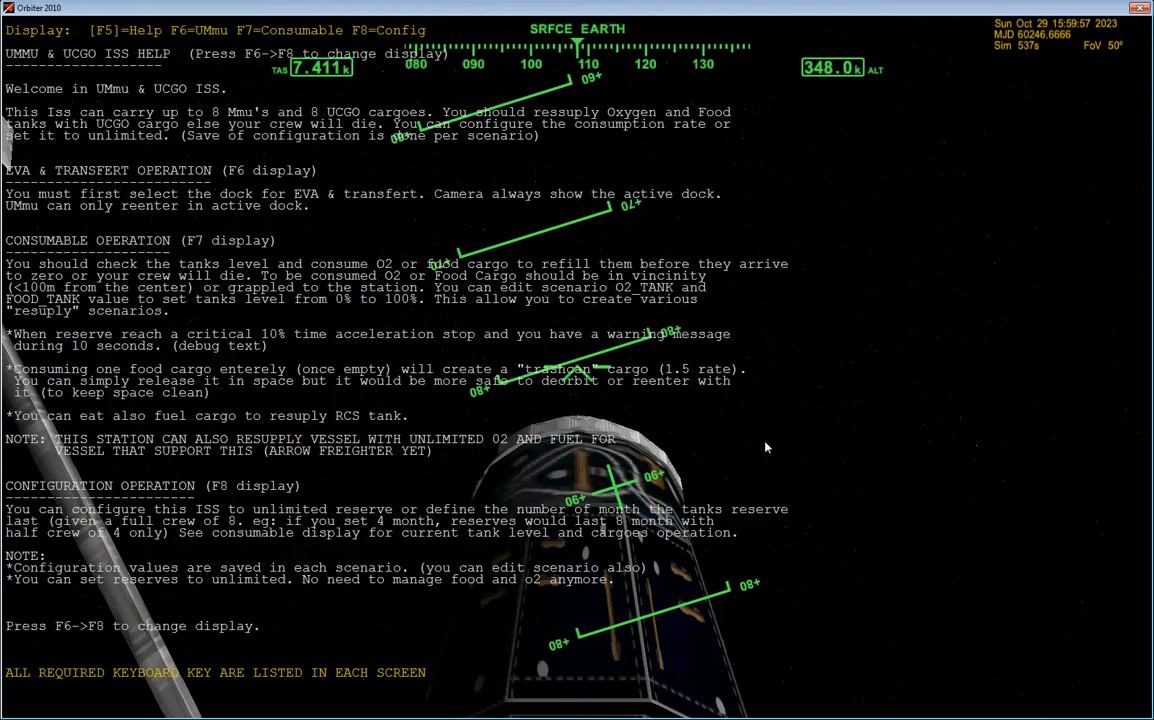 Orbiter 2010
Display: [F5]=Help F6=UMmu F7=Consumable F8=Config
SRFCE EARTH
Sun Oct 29 15:59:57 2023
MJD 60246.6666
Sim 537s FoV 50°
UMMU & UCGO ISS HELP (Press F6->F8 to change display)
080 090 100 110 120 130
TAS 7.411k
348.0k ALT
Welcome in UMmu & UCGO ISS.
This Iss can carry up to 8 Mmu's and 8 UCGO cargoes. You should ressuply Oxygen and Food
tanks with UCGO cargo else your crew will die. You can configure the consumption rate or
set it to unlimited. (Save of configuration is done per scenario)
EVA & TRANSFERT OPERATION (F6 display)
You must first select the dock for EVA & transfert. Camera always show the active dock.
UMmu can only reenter in active dock.
+70
CONSUMABLE OPERATION (F7 display)
You should check the tanks level and consume O2 or food cargo to refill them before they arrive
to zero or your crew will die. To be consumed O2 or Food Cargo should be in vincinity
(<100m from the center) or grappled to the station. You can edit scenario O2_TANK and
FOOD_TANK value to set tanks level from 0% to 100%. This allow you to create various
"resuply" scenarios.
*When reserve reach a critical 10% time acceleration stop and you have a warning message
during 10 seconds. (debug text)
+80
*Consuming one food cargo enterely (once empty) will create a "trashcan" cargo (1.5 rate).
You can simply release it in space but it would be more safe to deorbit or reenter with
it (to keep space clean)
+80
*You can eat also fuel cargo to resuply RCS tank.
NOTE: THIS STATION CAN ALSO RESUPPLY VESSEL WITH UNLIMITED 02 AND FUEL FOR
VESSEL THAT SUPPORT THIS (ARROW FREIGHTER YET)
+90
CONFIGURATION OPERATION (F8 display)
+90
You can configure this ISS to unlimited reserve or define the number of month the tanks reserve
last (given a full crew of 8. eg: if you set 4 month, reserves would last 8 month with
half crew of 4 only) See consumable display for current tank level and cargoes operation.
NOTE:
*Configuration values are saved in each scenario. (you can edit scenario also)
*You can set reserves to unlimited. No need to manage food and o2 anymore.
+80
Press F6->F8 to change display.
+80
ALL REQUIRED KEYBOARD KEY ARE LISTED IN EACH SCREEN